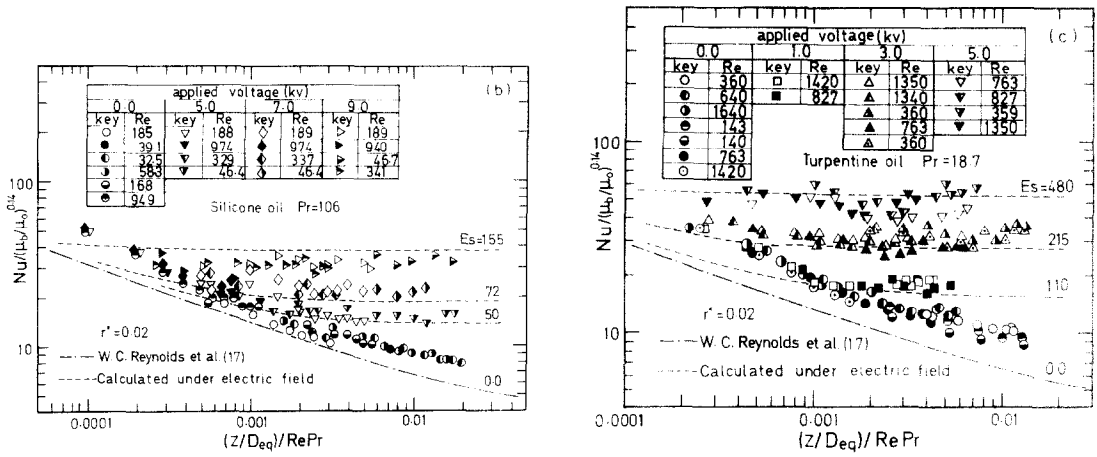 (b)
applied voltage (kv)
0.0 5.0 7.0 9.0
key Re key Re key Re key Re
185 188 189 189
391 974 974 940
325 329 337 46.7
583 46.4 46.4 341
168
949
Silicone oil Pr=106
Nu/(μb/μo)^0.14
100
10
Es=155
72
50
0.0
r*=0.02
W. C. Reynolds et al. (17)
Calculated under electric field
0.0001 0.001 0.01
(Z/Deq)/RePr
(c)
applied voltage (kv)
0.0 1.0 3.0 5.0
key Re key Re key Re key Re
360 1420 1350 763
640 827 1340 827
1640 360 359
143 763 1350
140 360
763
1420
Turpentine oil Pr=18.7
Nu/(μb/μo)^0.14
100
10
Es=480
215
110
0.0
r*=0.02
W. C. Reynolds et al. (17)
Calculated under electric field
0.0001 0.001 0.01
(Z/Deq)/RePr